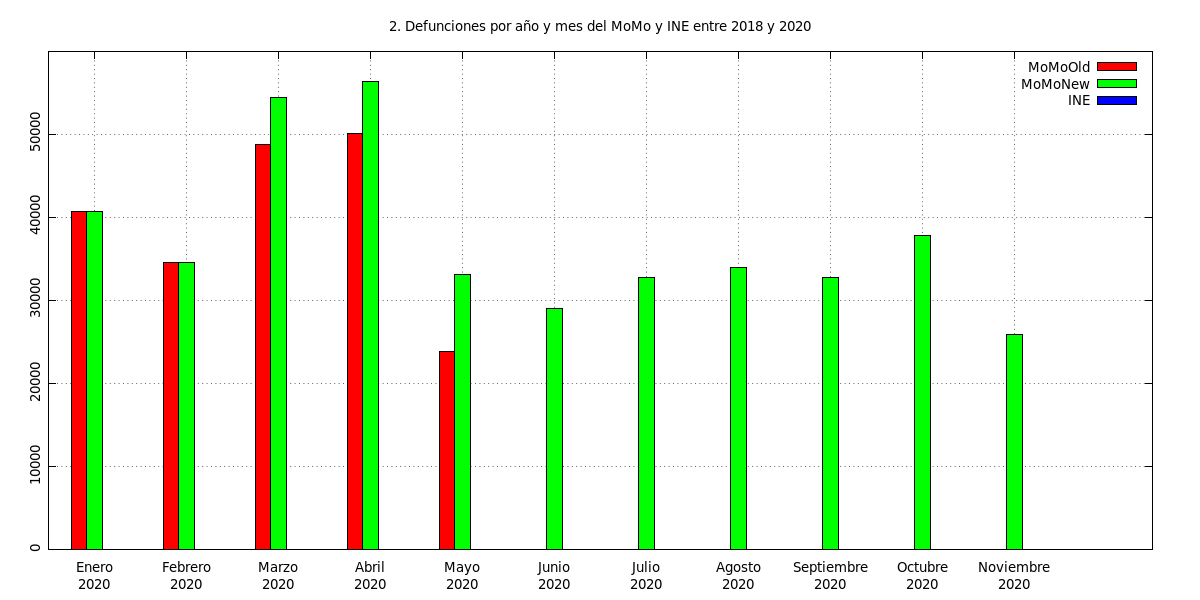 2. Defunciones por año y mes del MoMo y INE entre 2018 y 2020
MoMoOld
MoMoNew
INE
50000
40000
30000
20000
10000
0
Enero Febrero Marzo Abril Mayo Junio Julio Agosto Septiembre Octubre Noviembre
2020 2020 2020 2020 2020 2020 2020 2020 2020 2020 2020